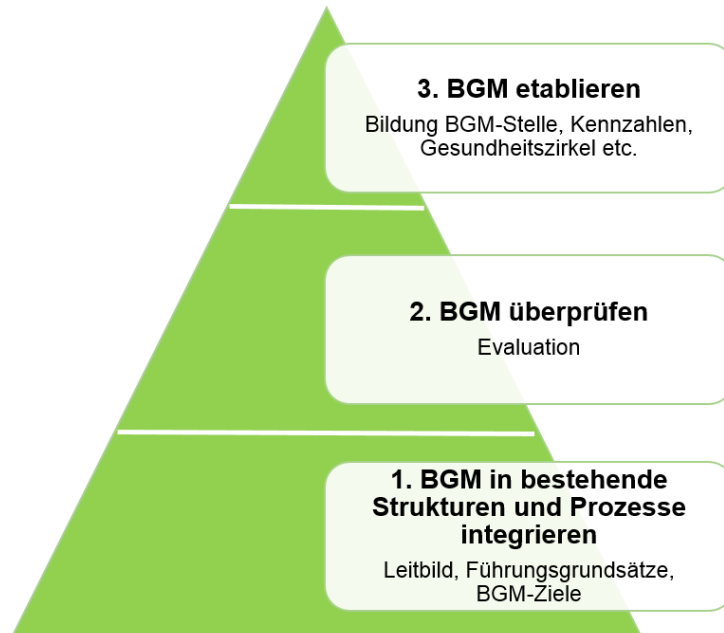 3. BGM etablieren
Bildung BGM-Stelle, Kennzahlen,
Gesundheitszirkel etc.
2. BGM überprüfen
Evaluation
1. BGM in bestehende
Strukturen und Prozesse
integrieren
Leitbild, Führungsgrundsätze,
BGM-Ziele